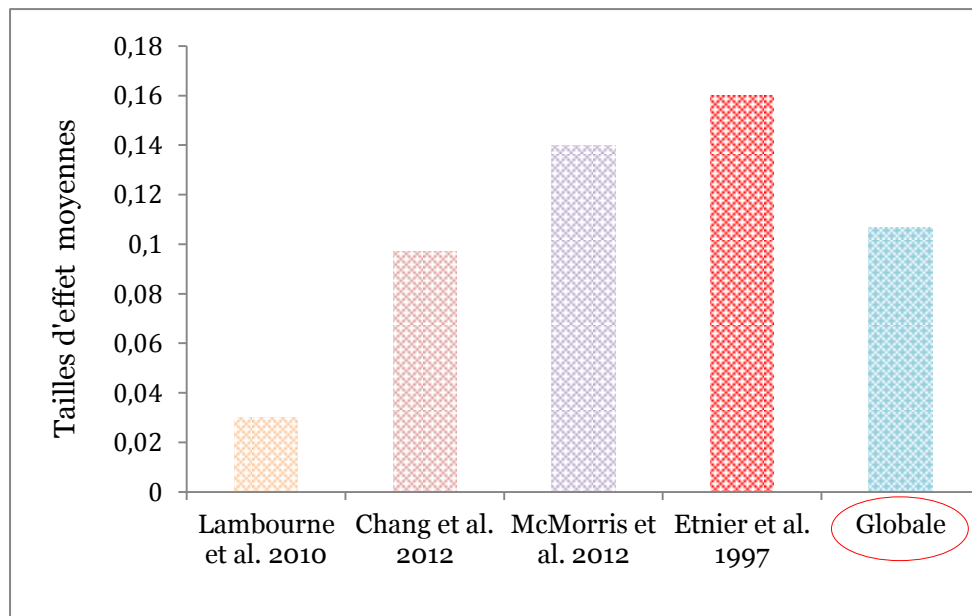 Tailles d'effet moyennes
0,18
0,16
0,14
0,12
0,1
0,08
0,06
0,04
0,02
0
Lambourne
et al. 2010
Chang et al.
2012
McMorris et
al. 2012
Etnier et al.
1997
Globale